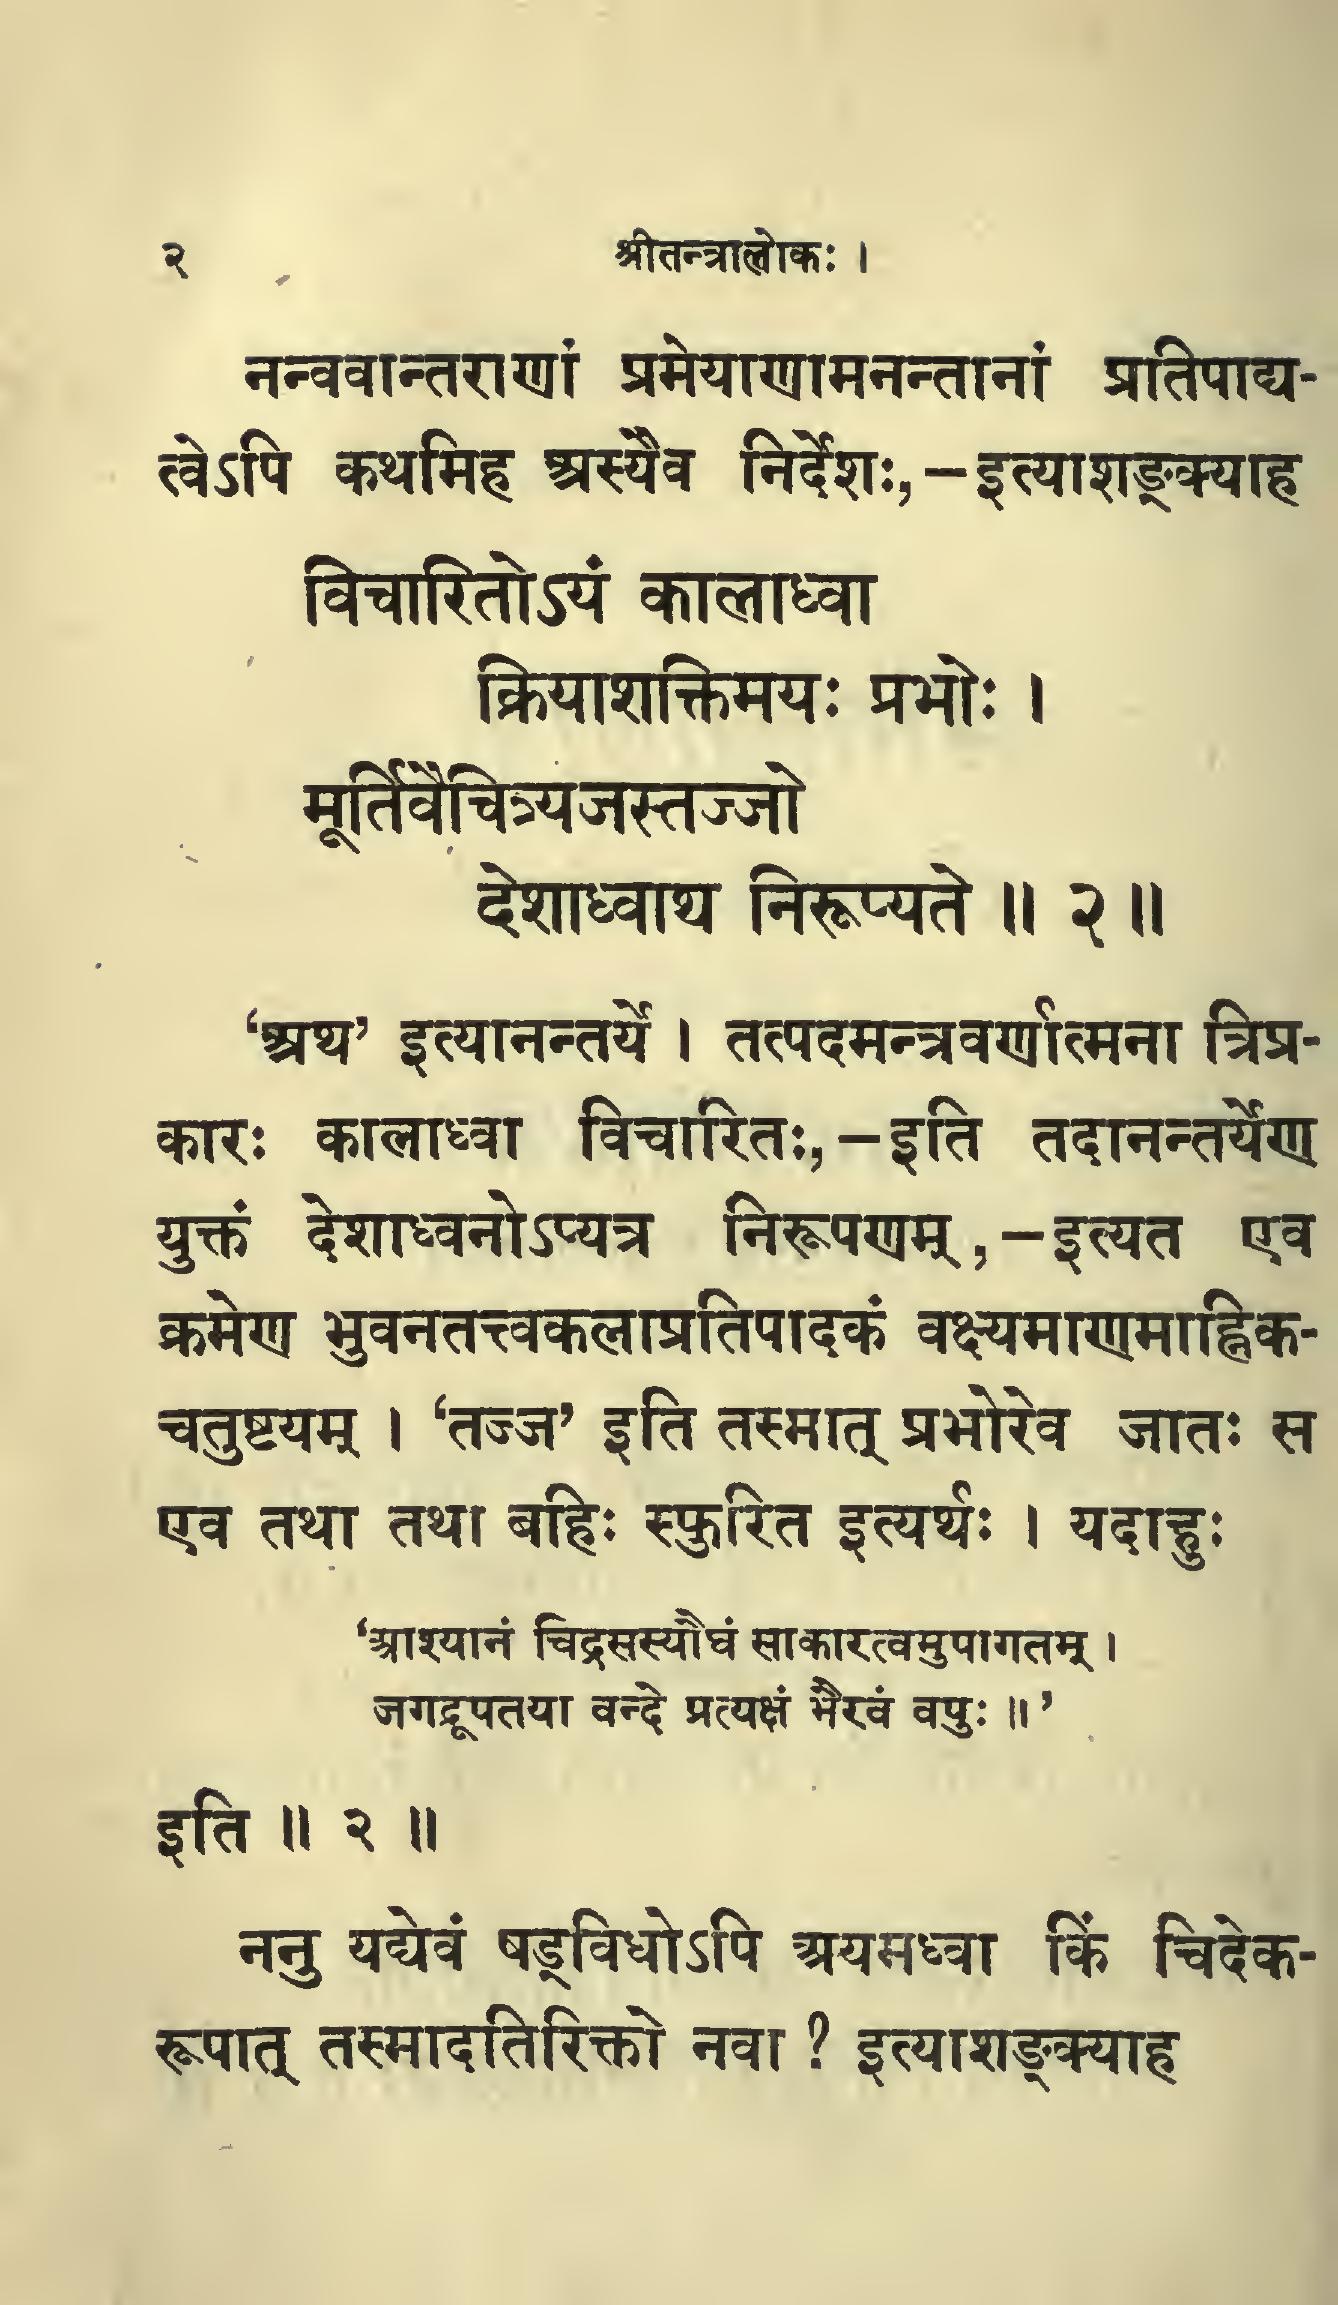 २ श्रीतन्त्रालोकः ।
नन्ववान्तराणां प्रमेयाणामनन्तानां प्रतिपाद्य-
त्वेऽपि कथमिह अस्यैव निर्देशः,—इत्याशङ्क्याह
विचारितोऽयं कालाध्वा
क्रियाशक्तिमयः प्रभोः ।
मूर्तिवैचित्र्यजस्तज्जो
देशाध्वाथ निरूप्यते ॥ २ ॥
‘अथ’ इत्यानन्तर्ये । तत्पदमन्त्रवर्णात्मना त्रिप्र-
कारः कालाध्वा विचारितः,—इति तदानन्तर्येण
युक्तं देशाध्वनोऽप्यत्र निरूपणम्,—इत्यत एव
क्रमेण भुवनतत्त्वकलाप्रतिपादकं वक्ष्यमाणमाह्निक-
चतुष्टयम् । ‘तज्ज’ इति तस्मात् प्रभोरेव जातः स
एव तथा तथा बहिः स्फुरित इत्यर्थः । यदाहुः
‘आश्यानं चिद्रसस्यौघं साकारत्वमुपागतम् ।
जगद्रूपतया वन्दे प्रत्यक्षं भैरवं वपुः ॥’
इति ॥ २ ॥
ननु यद्येवं षड्विधोऽपि अयमध्वा किं चिदेक-
रूपात् तस्मादतिरिक्तो नवा ? इत्याशङ्क्याह